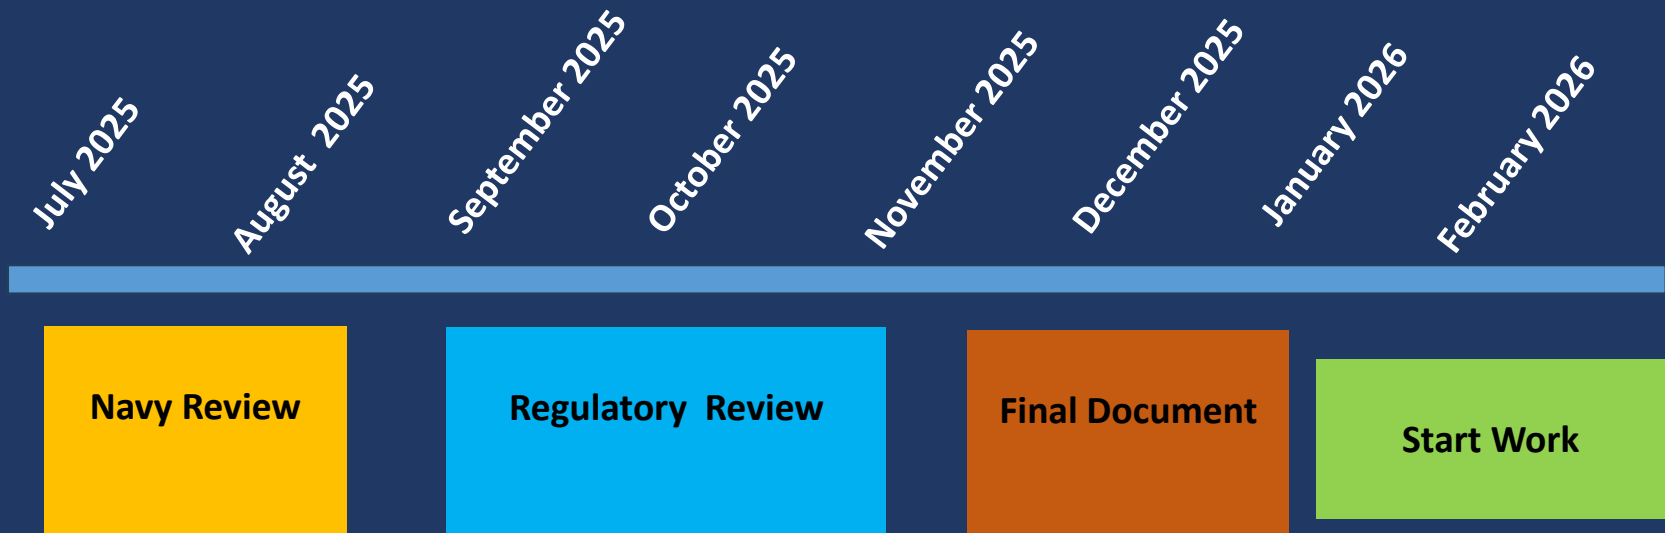 July 2025
August  2025
September 2025
October 2025
November 2025
December 2025
January 2026
February 2026
Navy Review
Regulatory  Review
Final Document
Start Work